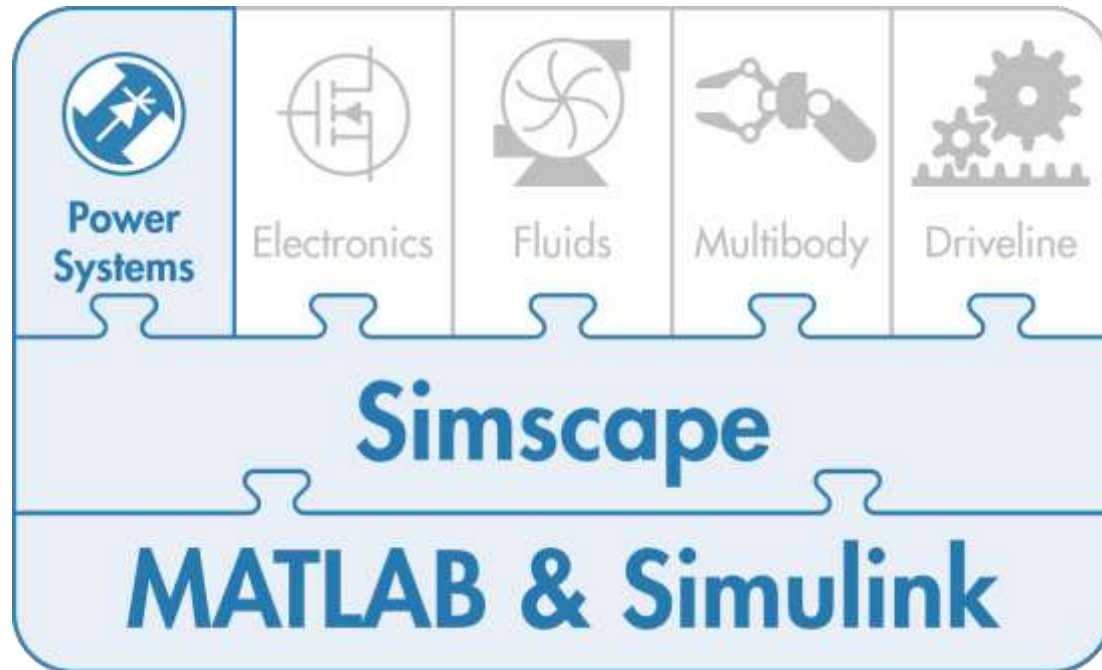 Power
Systems
Electronics
Fluids
Multibody
Driveline
Simscape
MATLAB & Simulink